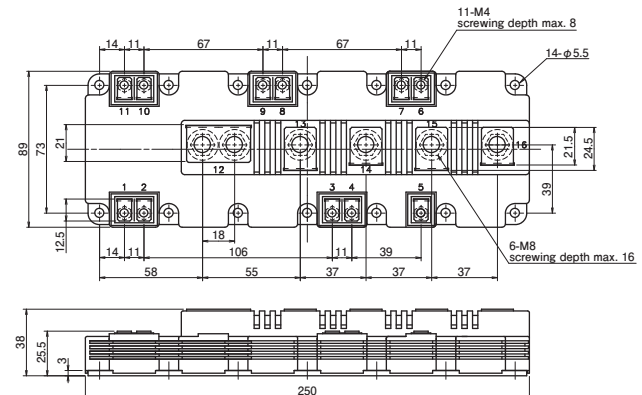 11-M4
screwing depth max. 8
14 11 67 11 67 11
14-φ5.5
11 10 9 8 7 6
89 73 21
13 15 16
12 14
21.5 24.5 39
1 2 3 4 5
21 12.5
18
14 11 106 11 39
6-M8
screwing depth max. 16
58 55 37 37 37
38 25.5 3
250